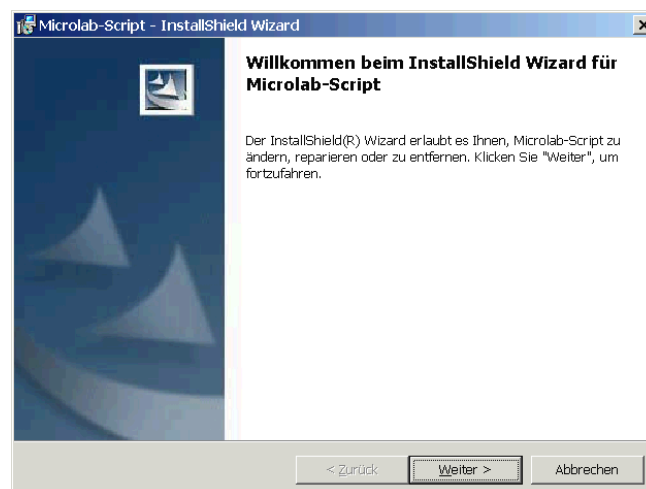 Microlab-Script - InstallShield Wizard
Willkommen beim InstallShield Wizard für
Microlab-Script
Der InstallShield(R) Wizard erlaubt es Ihnen, Microlab-Script zu
ändern, reparieren oder zu entfernen. Klicken Sie "Weiter", um
fortzufahren.
< Zurück
Weiter >
Abbrechen